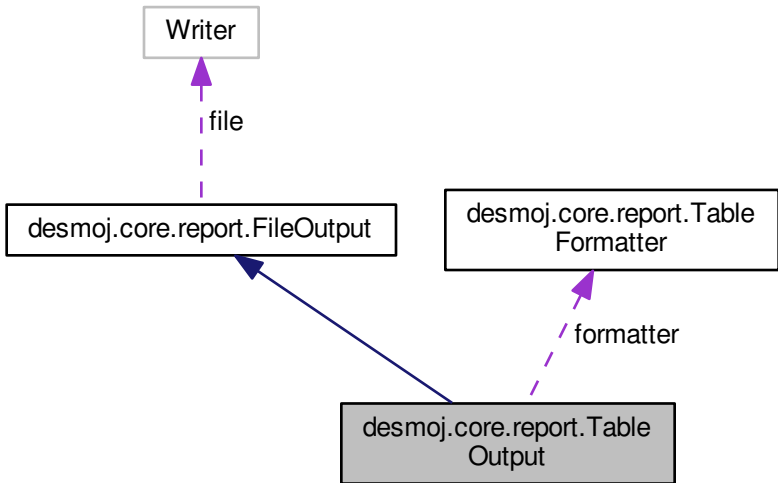 Writer
file
desmoj.core.report.FileOutput
desmoj.core.report.Table
Formatter
formatter
desmoj.core.report.Table
Output